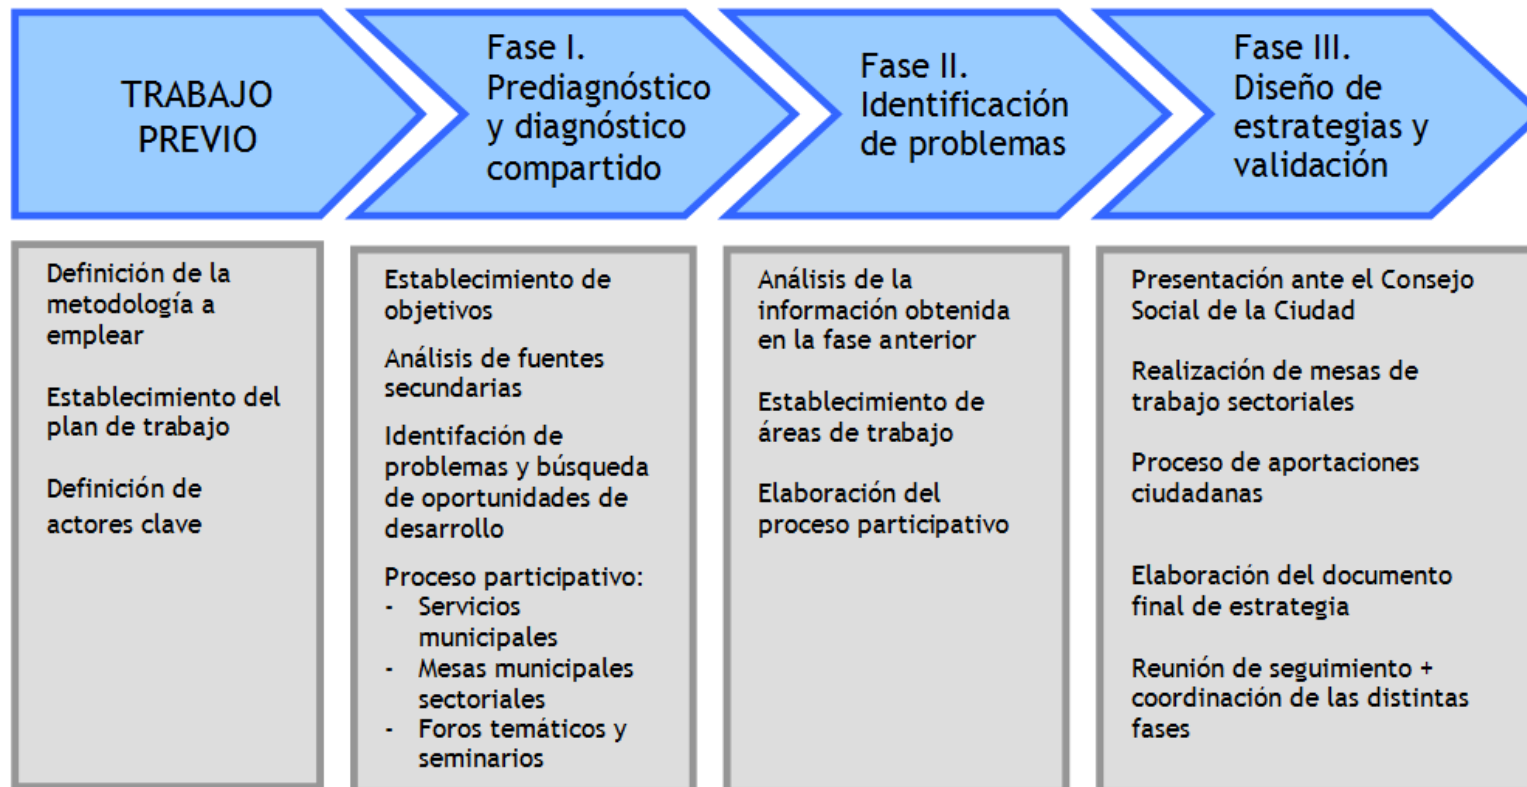 TRABAJO
PREVIO
Fase I.
Prediagnóstico
y diagnóstico
compartido
Fase II.
Identificación
de problemas
Fase III.
Diseño de
estrategias y
validación
Definición de la
metodología a
emplear
Establecimiento del
plan de trabajo
Definición de
actores clave
Establecimiento de
objetivos
Análisis de fuentes
secundarias
Identifación de
problemas y búsqueda
de oportunidades de
desarrollo
Proceso participativo:
- Servicios
municipales
- Mesas municipales
sectoriales
- Foros temáticos y
seminarios
Análisis de la
información obtenida
en la fase anterior
Establecimiento de
áreas de trabajo
Elaboración del
proceso participativo
Presentación ante el Consejo
Social de la Ciudad
Realización de mesas de
trabajo sectoriales
Proceso de aportaciones
ciudadanas
Elaboración del documento
final de estrategia
Reunión de seguimiento +
coordinación de las distintas
fases